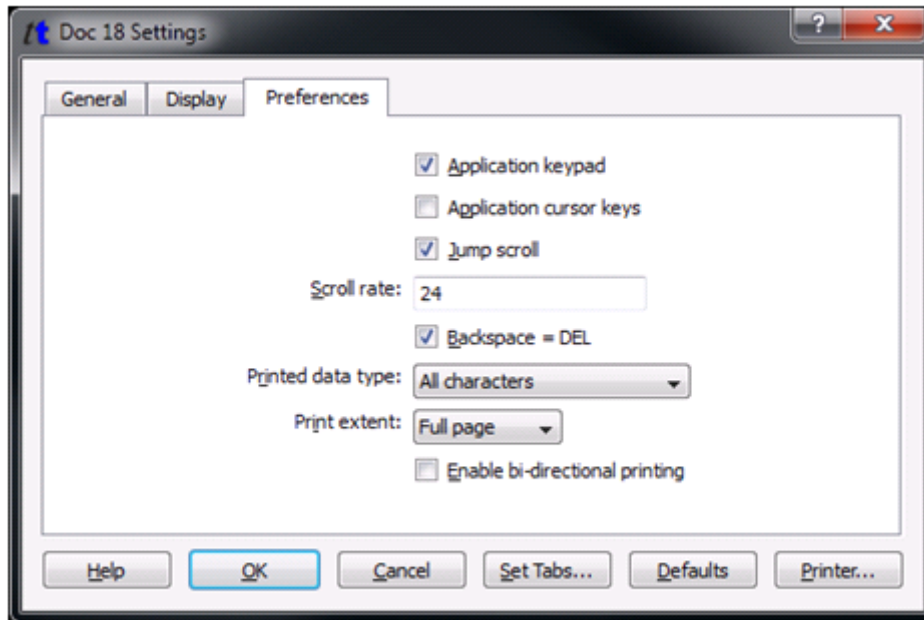 tt Doc 18 Settings ?
General Display Preferences
Application keypad
Application cursor keys
Jump scroll
Scroll rate: 24
Backspace = DEL
Printed data type: All characters
Print extent: Full page
Enable bi-directional printing
Help OK Cancel Set Tabs... Defaults Printer...